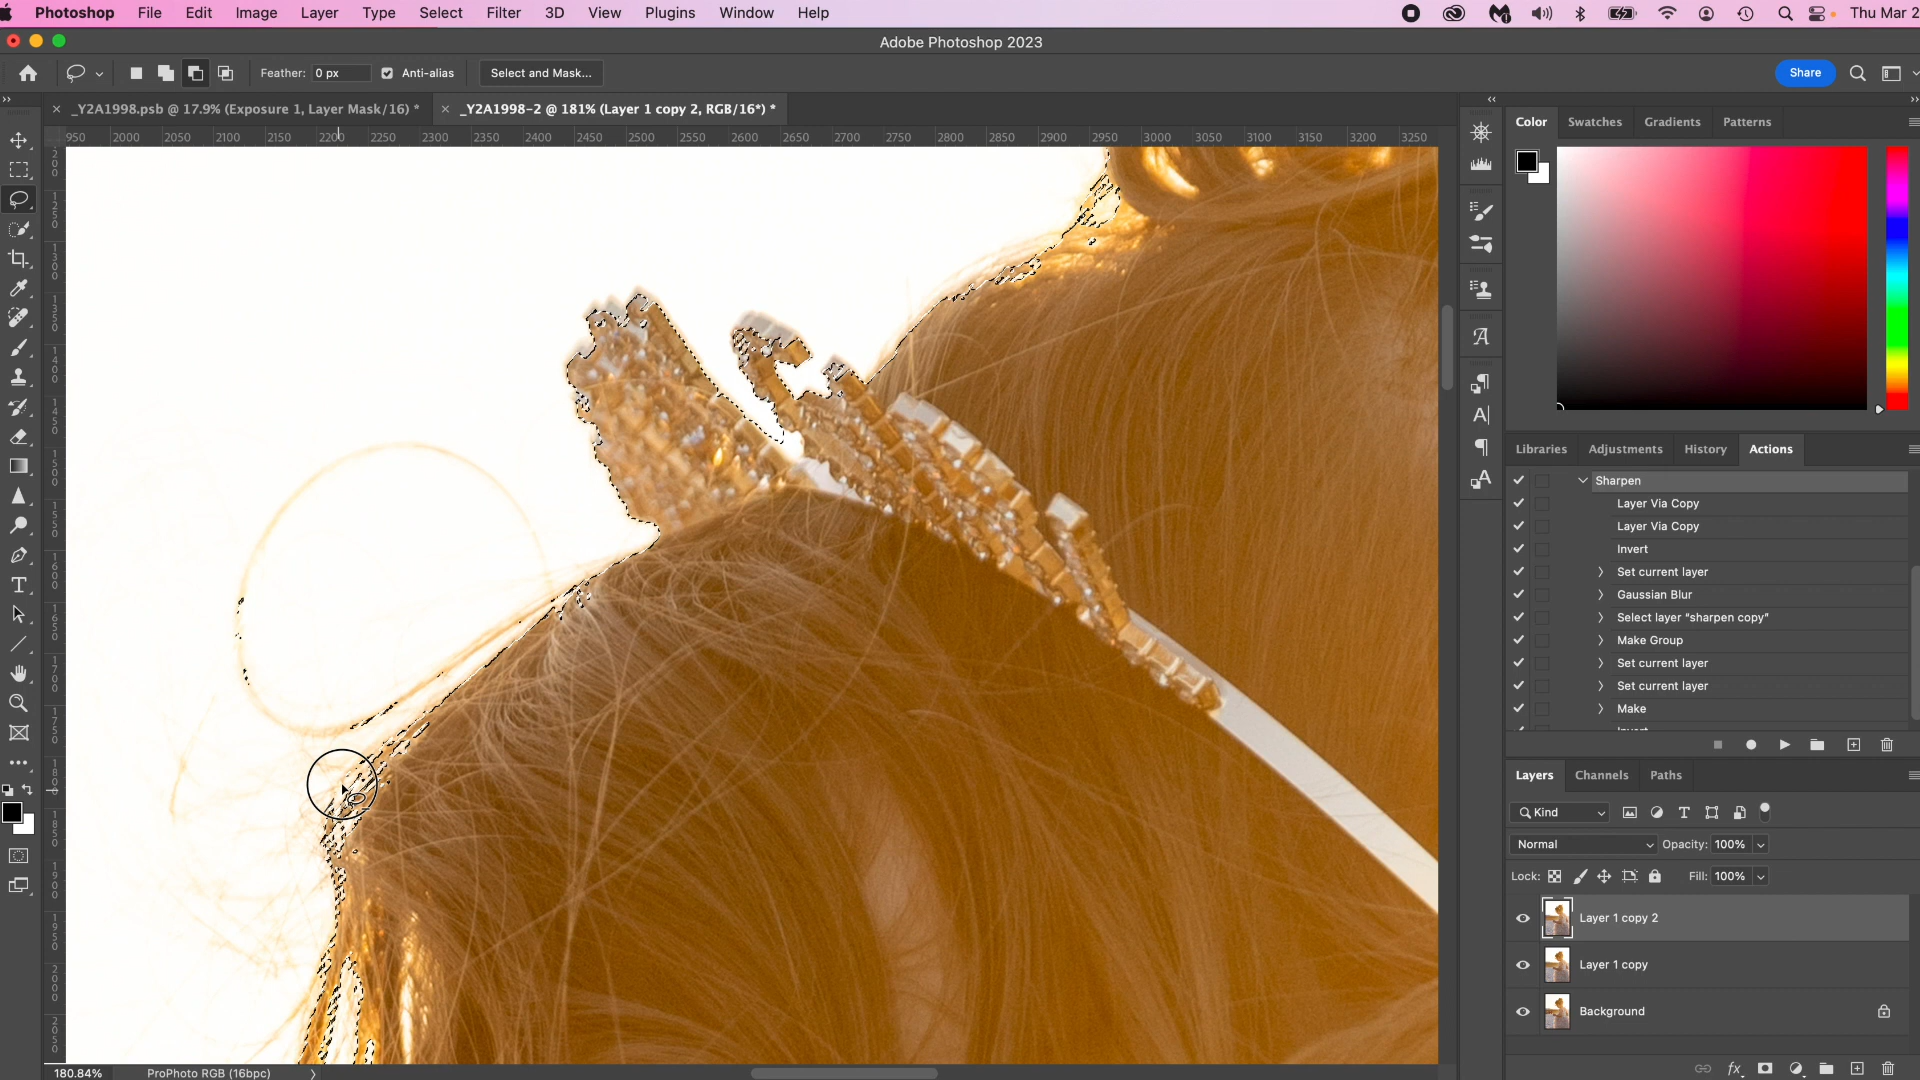 Photoshop File Edit Image Layer Type Select Filter 3D View Plugins Window Help Thu Mar 2
Adobe Photoshop 2023
Feather: 0 px Anti-alias Select and Mask... Share
_Y2A1998.psb @ 17.9% (Exposure 1, Layer Mask/16) * _Y2A1998-2 @ 181% (Layer 1 copy 2, RGB/16*) *
950 2000 2050 2100 2150 2200 2250 2300 2350 2400 2450 2500 2550 2600 2650 2700 2750 2800 2850 2900 2950 3000 3050 3100 3150 3200 3250
Color Swatches Gradients Patterns
Libraries Adjustments History Actions
Sharpen
Layer Via Copy
Layer Via Copy
Invert
Set current layer
Gaussian Blur
Select layer “sharpen copy”
Make Group
Set current layer
Set current layer
Make
Layers Channels Paths
Kind
Normal Opacity: 100%
Lock: Fill: 100%
Layer 1 copy 2
Layer 1 copy
Background
180.84% ProPhoto RGB (16bpc)